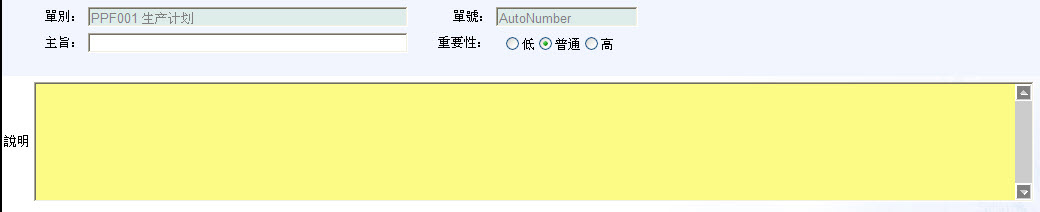 單別： PPF001 生产计划 單號： AutoNumber
主旨： 重要性： 低 普通 高
說明